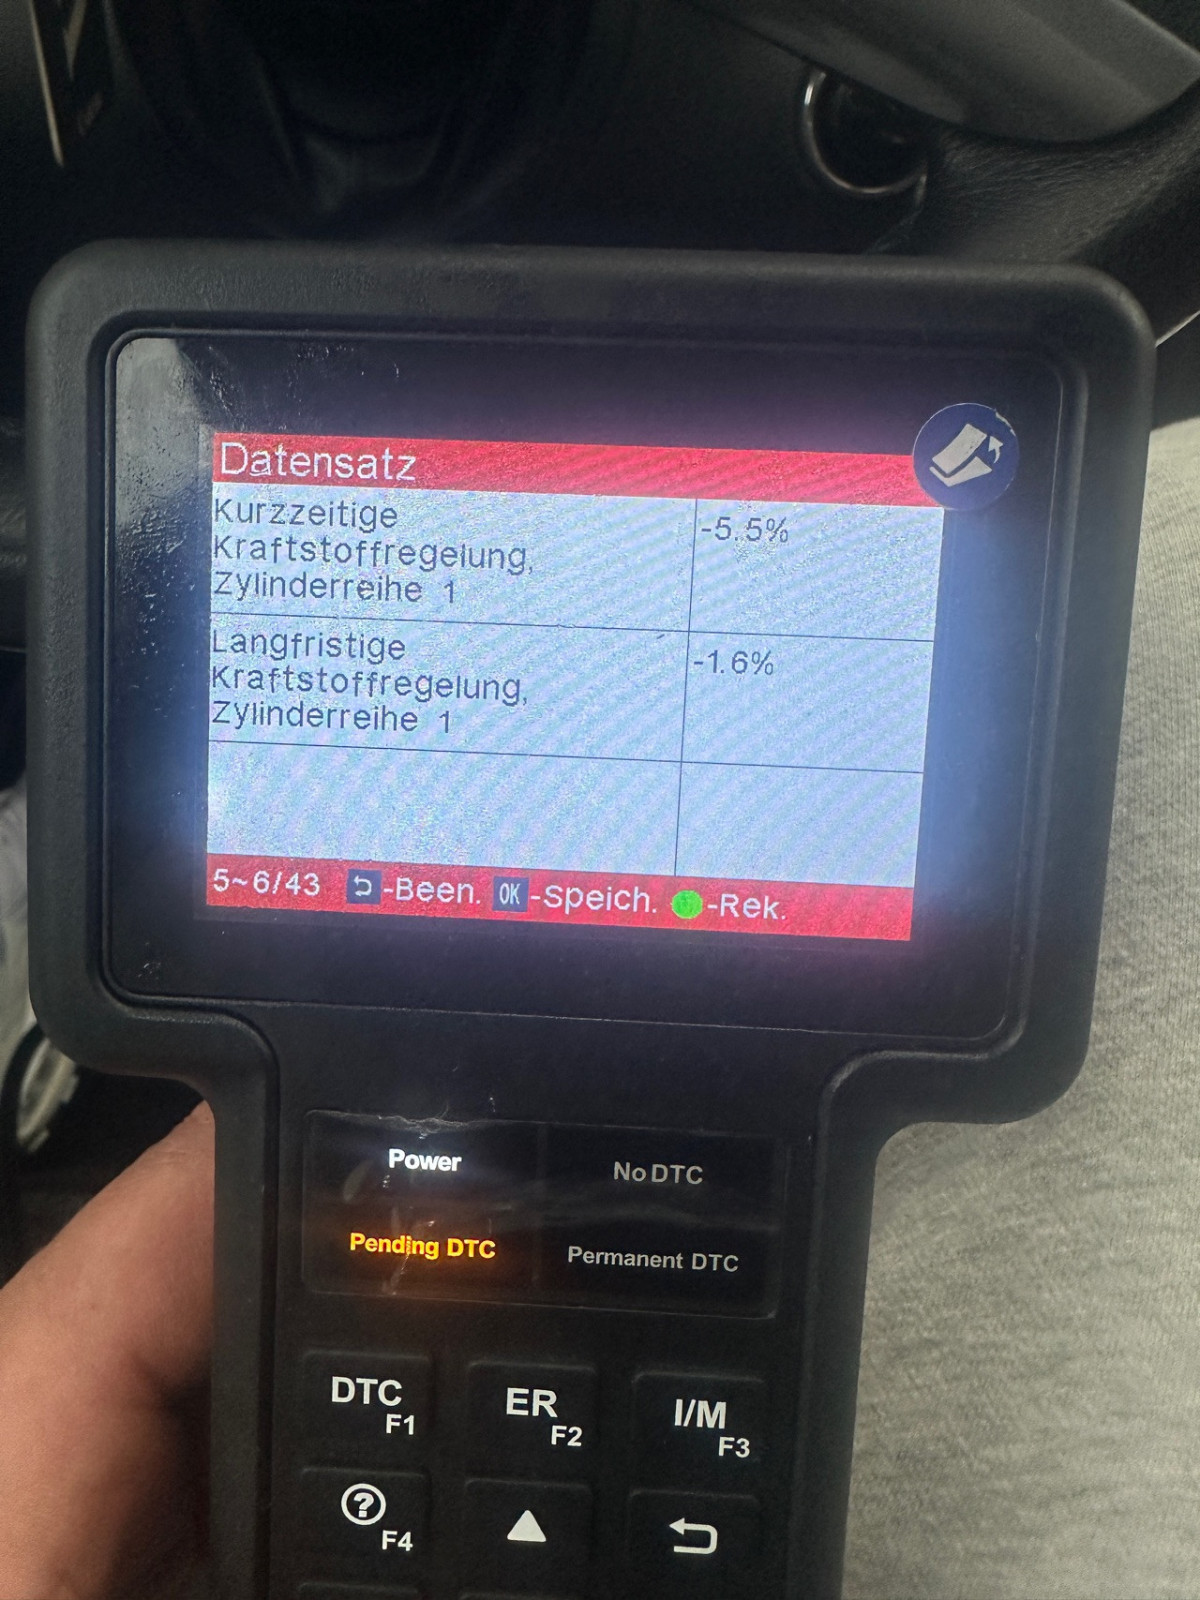 Datensatz
Kurzzeitige
Kraftstoffregelung,
Zylinderreihe 1
-5.5%
Langfristige
Kraftstoffregelung,
Zylinderreihe 1
-1.6%
5~6/43 -Been. OK -Speich. -Rek.
Power
No DTC
Pending DTC
Permanent DTC
DTC
F1
ER
F2
I/M
F3
?
F4